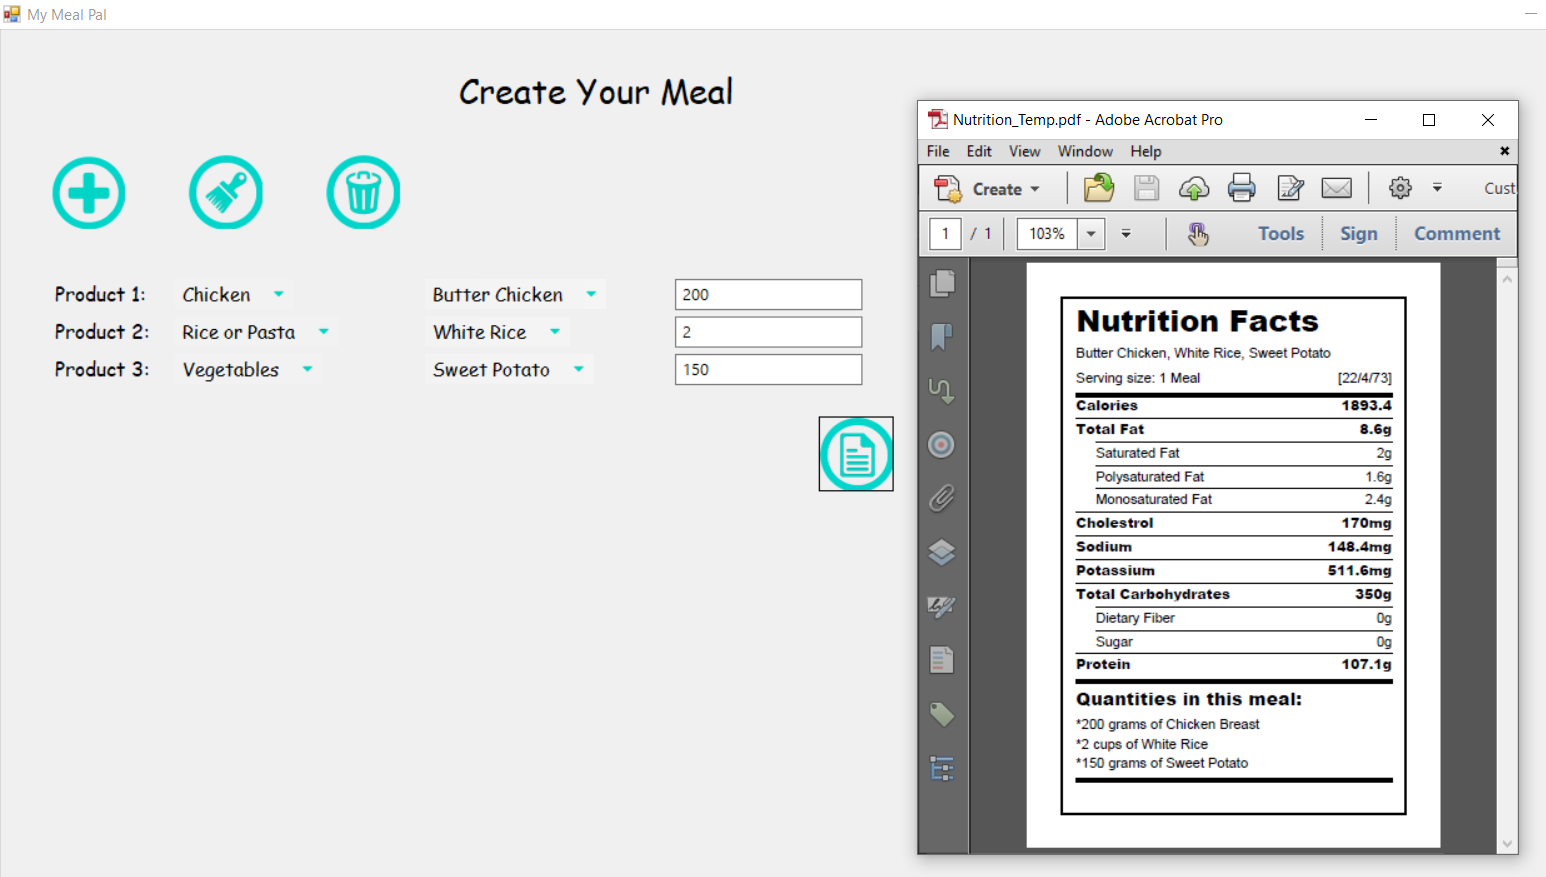 My Meal Pal
Create Your Meal
Product 1: Chicken Butter Chicken 200
Product 2: Rice or Pasta White Rice 2
Product 3: Vegetables Sweet Potato 150
Nutrition_Temp.pdf - Adobe Acrobat Pro
File Edit View Window Help
Create Cust
1 / 1 103% Tools Sign Comment
Nutrition Facts
Butter Chicken, White Rice, Sweet Potato
Serving size: 1 Meal [22/4/73]
Calories 1893.4
Total Fat 8.6g
Saturated Fat 2g
Polysaturated Fat 1.6g
Monosaturated Fat 2.4g
Cholestrol 170mg
Sodium 148.4mg
Potassium 511.6mg
Total Carbohydrates 350g
Dietary Fiber 0g
Sugar 0g
Protein 107.1g
Quantities in this meal:
*200 grams of Chicken Breast
*2 cups of White Rice
*150 grams of Sweet Potato